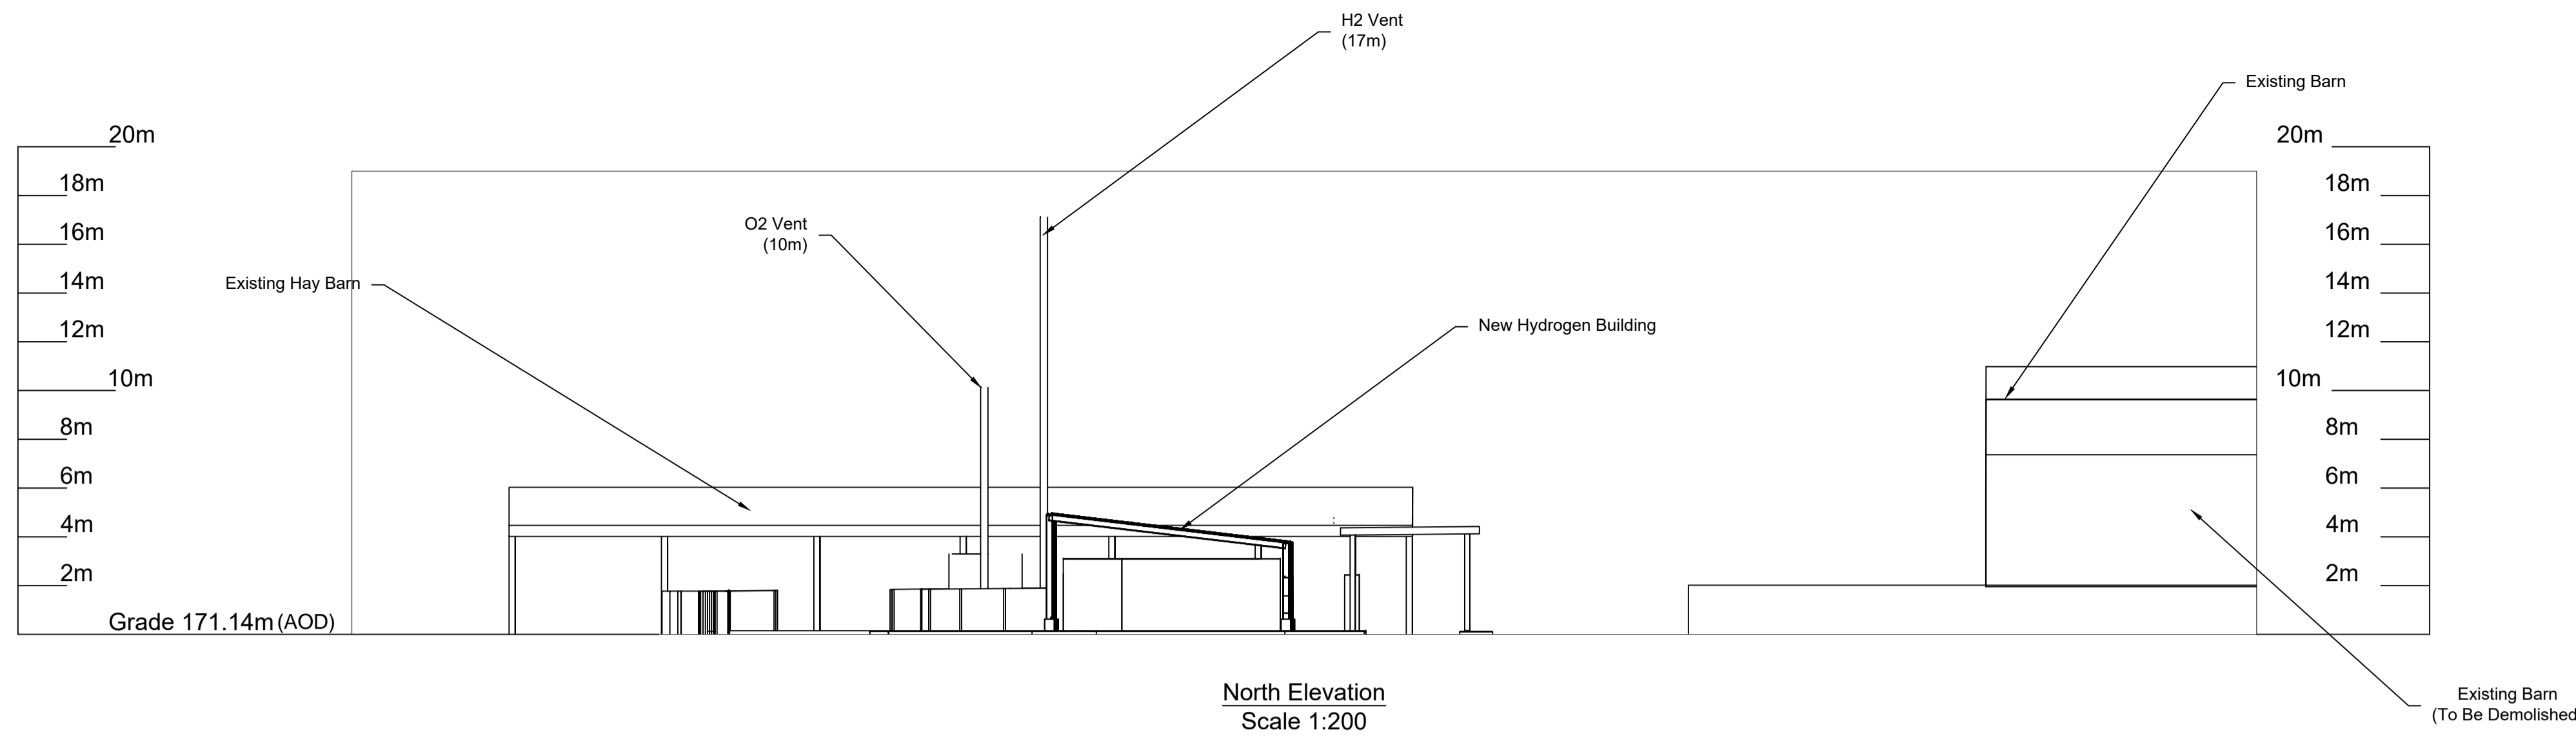 H2 Vent
(17m)
Existing Barn
20m
20m
18m
18m
O2 Vent
(10m)
16m
16m
Existing Hay Barn
14m
14m
12m
New Hydrogen Building
12m
10m
10m
8m
8m
6m
6m
4m
4m
2m
2m
Grade 171.14m (AOD)
North Elevation
Scale 1:200
Existing Barn
(To Be Demolished